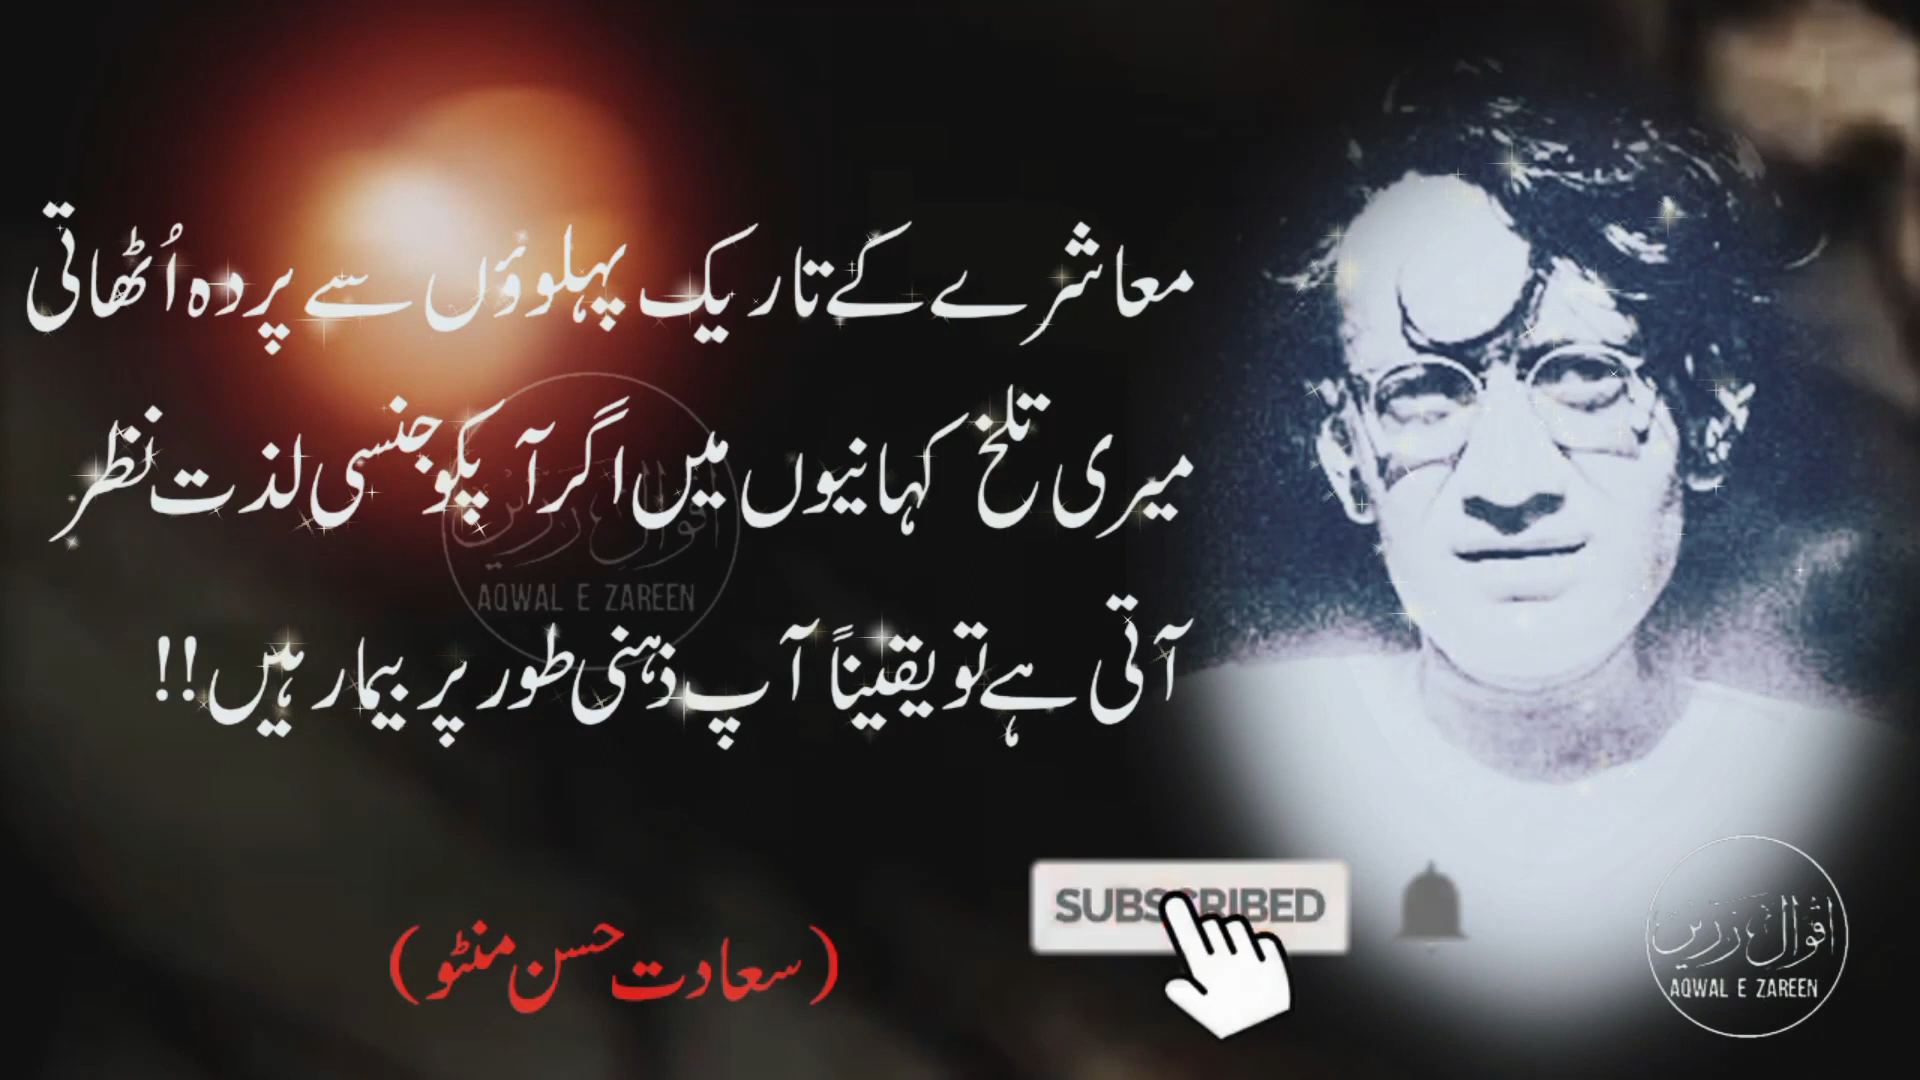 معاشرے کے تاریک پہلوؤں سے پردہ اُٹھاتی
میری تلخ کہانیوں میں اگر آپکو جنسی لذت نظر
آتی ہے تو یقیناً آپ ذہنی طور پر بیمار ہیں!!
(سعادت حسن منٹو)
اقوال زریں
AQWAL E ZAREEN
SUBSCRIBED
اقوال زریں
AQWAL E ZAREEN